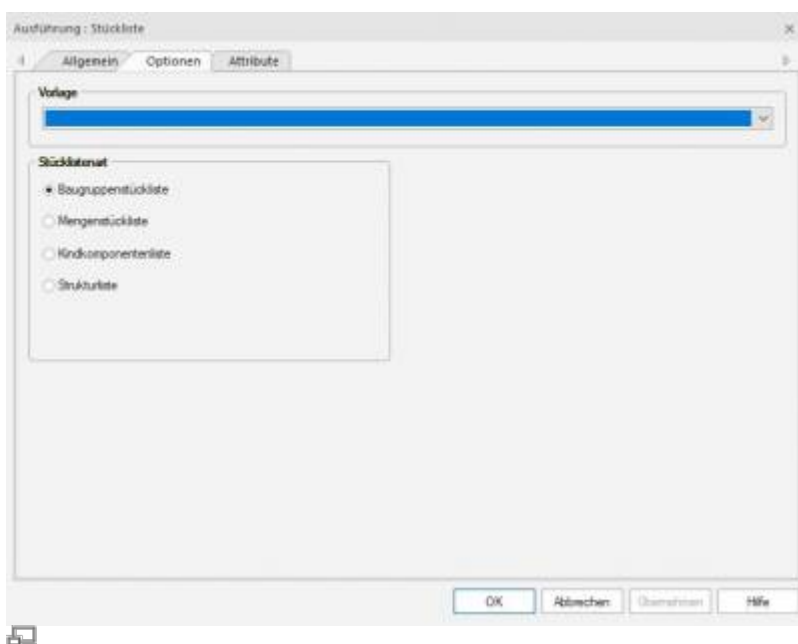 Ausführung : Stückliste
Allgemein Optionen Attribute
Vorlage
Stücklistenart
Baugruppenstückliste
Mengenstückliste
Kindkomponentenliste
Strukturliste
OK Abbrechen Übernehmen Hilfe